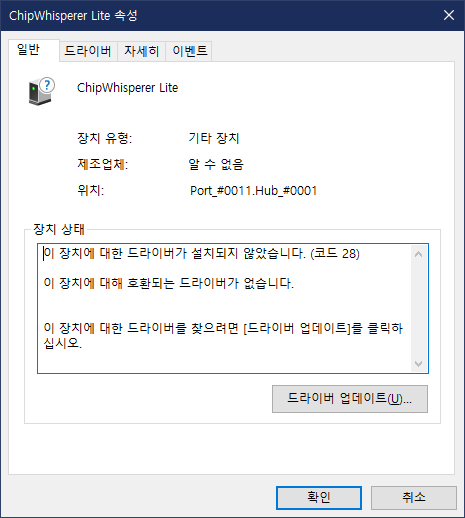 ChipWhisperer Lite 속성
일반 드라이버 자세히 이벤트
ChipWhisperer Lite
장치 유형: 기타 장치
제조업체: 알 수 없음
위치: Port_#0011.Hub_#0001
장치 상태
이 장치에 대한 드라이버가 설치되지 않았습니다. (코드 28)
이 장치에 대해 호환되는 드라이버가 없습니다.
이 장치에 대한 드라이버를 찾으려면 [드라이버 업데이트]를 클릭하
십시오.
드라이버 업데이트(U)...
확인 취소